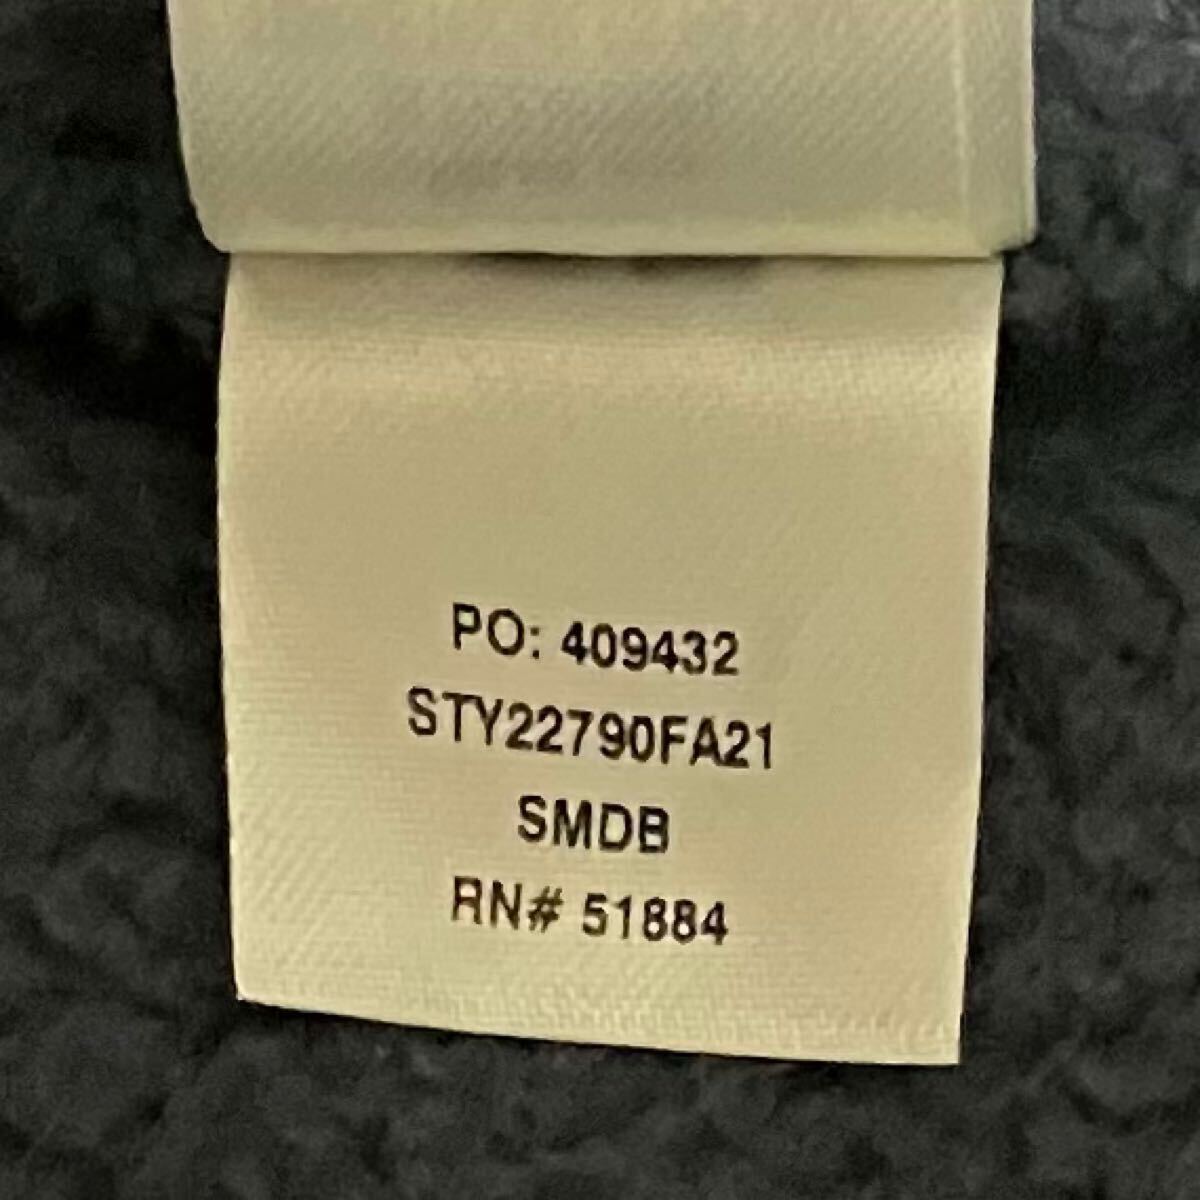 PO: 409432
STY22790FA21
SMDB
RN# 51884